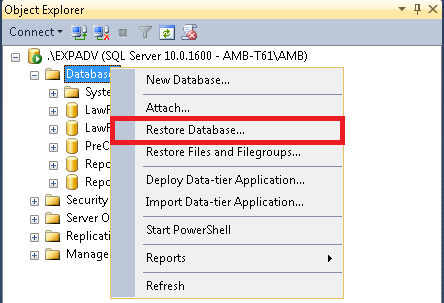 Object Explorer
Connect
.\EXPADV (SQL Server 10.0.1600 - AMB-T61\AMB)
Database
New Database...
Syste
Attach...
LawP
Restore Database...
LawP
Restore Files and Filegroups...
PreC
Deploy Data-tier Application...
Repo
Import Data-tier Application...
Repo
Security
Start PowerShell
Server O
Replicati
Reports
Manage
Refresh